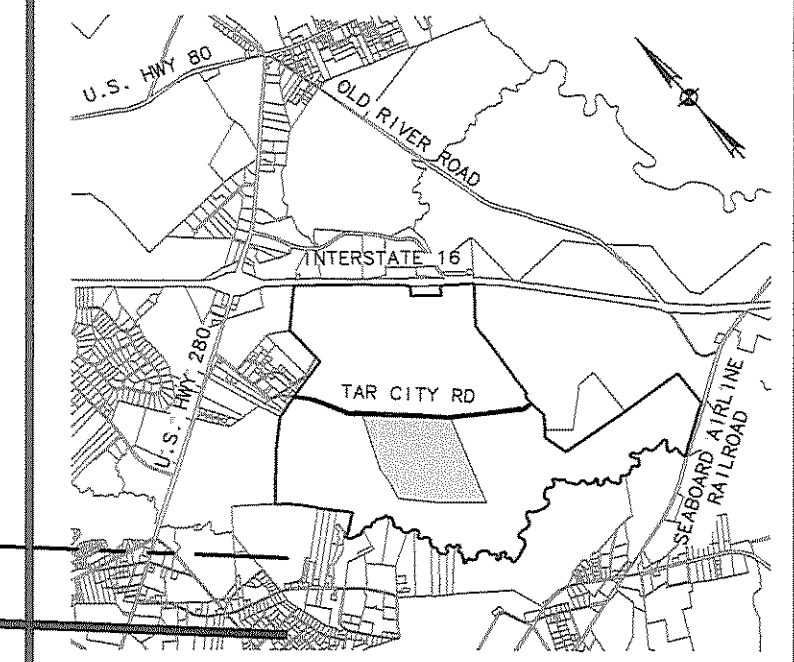 U.S. HWY 80
OLD RIVER ROAD
INTERSTATE 16
U.S. HWY 280
TAR CITY RD
SEABOARD AIRLINE
RAILROAD